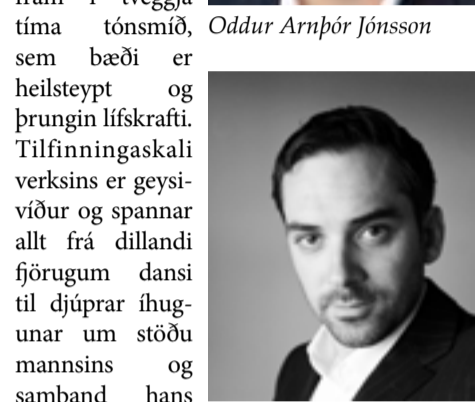 fram í tveggja
tíma tónsmíð,
sem bæði er
heilsteypt og
þrungin lífskrafti.
Tilfinningaskali
verksins er geysi-
víður og spannar
allt frá dillandi
fjörugum dansi
til djúprar íhug-
unar um stöðu
mannsins og
samband hans
Oddur Arnþór Jónsson